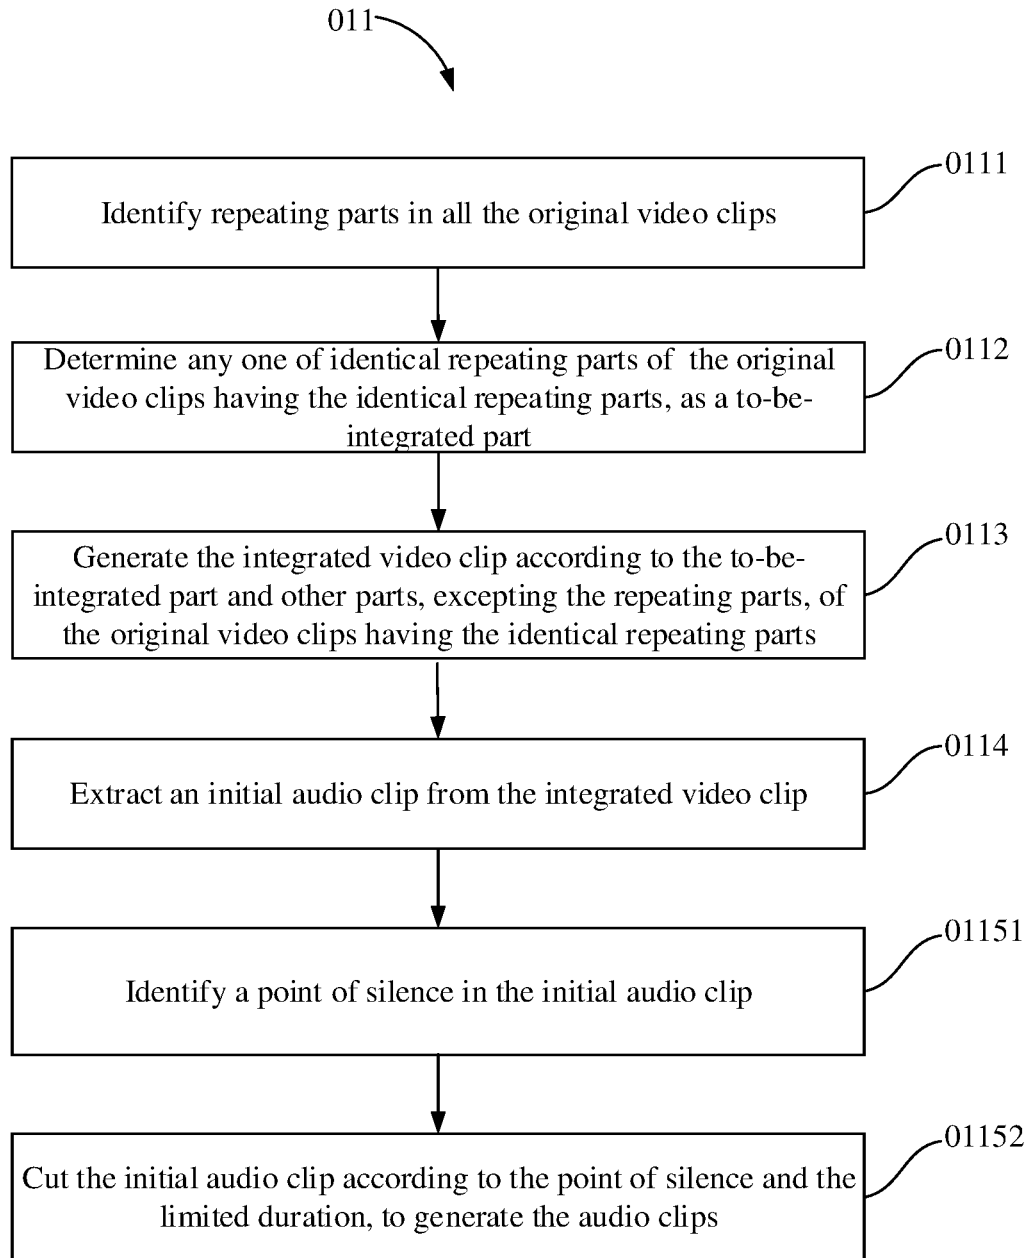 011
0111
Identify repeating parts in all the original video clips
0112
Determine any one of identical repeating parts of the original
video clips having the identical repeating parts, as a to-be-
integrated part
0113
Generate the integrated video clip according to the to-be-
integrated part and other parts, excepting the repeating parts, of
the original video clips having the identical repeating parts
0114
Extract an initial audio clip from the integrated video clip
01151
Identify a point of silence in the initial audio clip
01152
Cut the initial audio clip according to the point of silence and the
limited duration, to generate the audio clips